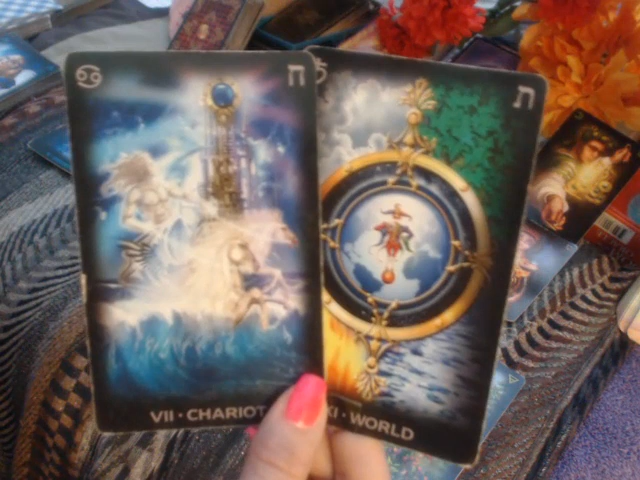 ח
VII · CHARIOT
ת
XI · WORLD